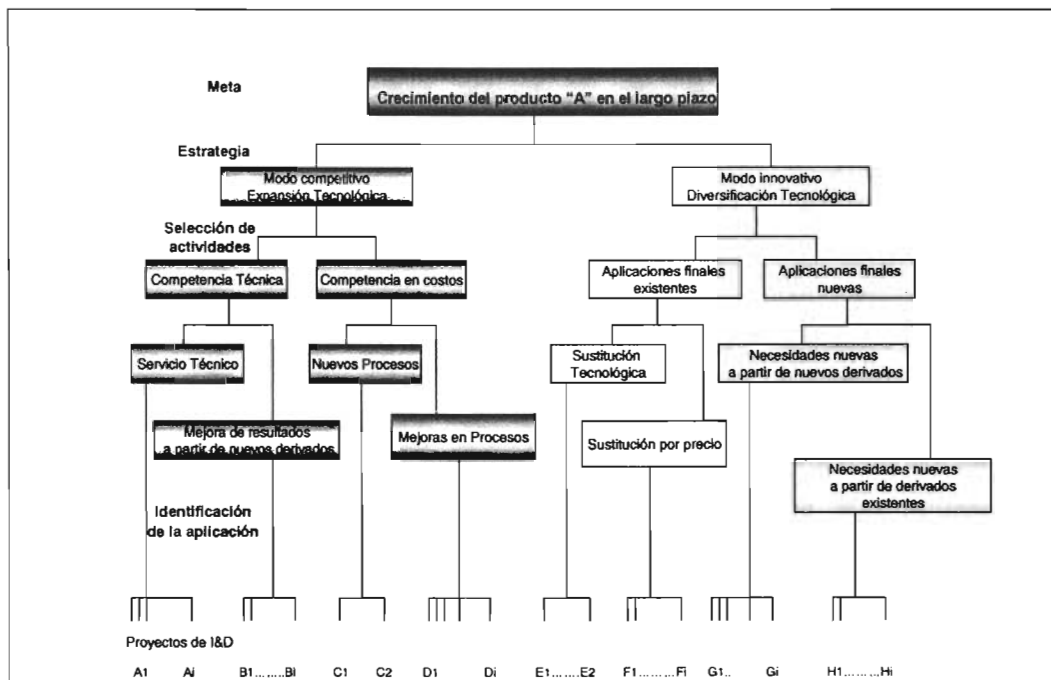 Meta
Crecimiento del producto "A" en el largo plazo
Estrategia
Modo competitivo
Expansión Tecnológica
Modo innovativo
Diversificación Tecnológica
Selección de
actividades
Competencia Técnica
Competencia en costos
Aplicaciones finales
existentes
Aplicaciones finales
nuevas
Servicio Técnico
Nuevos Procesos
Sustitución
Tecnológica
Necesidades nuevas
a partir de nuevos derivados
Mejora de resultados
a partir de nuevos derivados
Mejoras en Procesos
Sustitución por precio
Necesidades nuevas
a partir de derivados
existentes
Identificación
de la aplicación
Proyectos de I&D
A1 Ai B1........Bi C1 C2 D1 Di E1.......E2 F1........Fi G1.. Gi H1........Hi